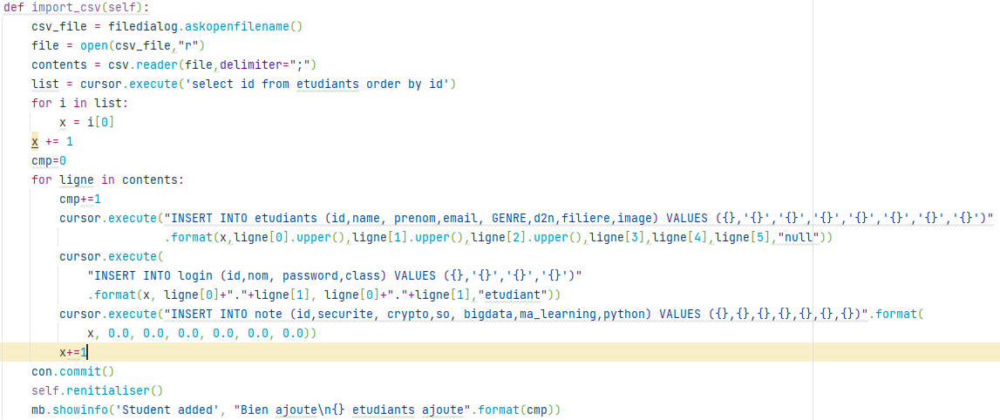 def import_csv(self):
    csv_file = filedialog.askopenfilename()
    file = open(csv_file,"r")
    contents = csv.reader(file,delimiter=";")
    list = cursor.execute('select id from etudiants order by id')
    for i in list:
        x = i[0]
    x += 1
    cmp=0
    for ligne in contents:
        cmp+=1
        cursor.execute("INSERT INTO etudiants (id,name, prenom,email, GENRE,d2n,filiere,image) VALUES ({},'{}','{}','{}','{}','{}','{}','{}')"
                       .format(x,ligne[0].upper(),ligne[1].upper(),ligne[2].upper(),ligne[3],ligne[4],ligne[5],"null"))
        cursor.execute(
            "INSERT INTO login (id,nom, password,class) VALUES ({},'{}','{}','{}')"
            .format(x, ligne[0]+"."+ligne[1], ligne[0]+"."+ligne[1],"etudiant"))
        cursor.execute("INSERT INTO note (id,securite, crypto,so, bigdata,ma_learning,python) VALUES ({},{},{},{},{},{},{})".format(
            x, 0.0, 0.0, 0.0, 0.0, 0.0, 0.0))
        x+=1
    con.commit()
    self.renitialiser()
    mb.showinfo('Student added', "Bien ajoute\n{} etudiants ajoute".format(cmp))